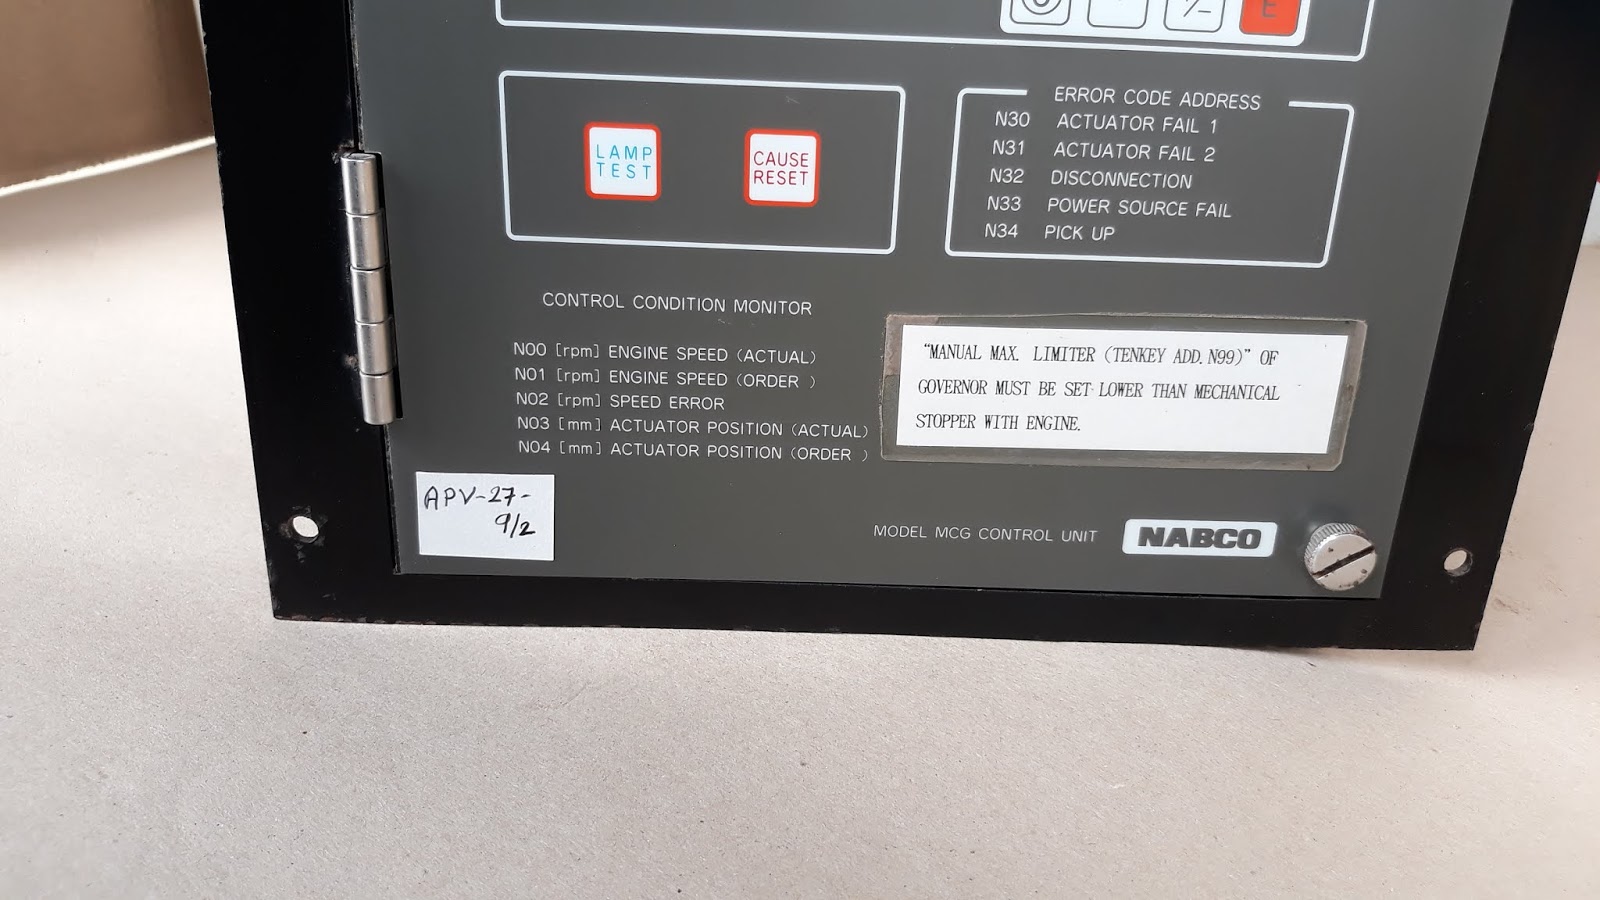 +/-
E
LAMP
TEST
CAUSE
RESET
ERROR CODE ADDRESS
N30 ACTUATOR FAIL 1
N31 ACTUATOR FAIL 2
N32 DISCONNECTION
N33 POWER SOURCE FAIL
N34 PICK UP
CONTROL CONDITION MONITOR
N00 [rpm] ENGINE SPEED (ACTUAL)
N01 [rpm] ENGINE SPEED (ORDER )
N02 [rpm] SPEED ERROR
N03 [mm] ACTUATOR POSITION (ACTUAL)
N04 [mm] ACTUATOR POSITION (ORDER )
"MANUAL MAX. LIMITER (TENKEY ADD. N99)" OF
GOVERNOR MUST BE SET LOWER THAN MECHANICAL
STOPPER WITH ENGINE.
APV-27-
9/2
MODEL MCG CONTROL UNIT NABCO